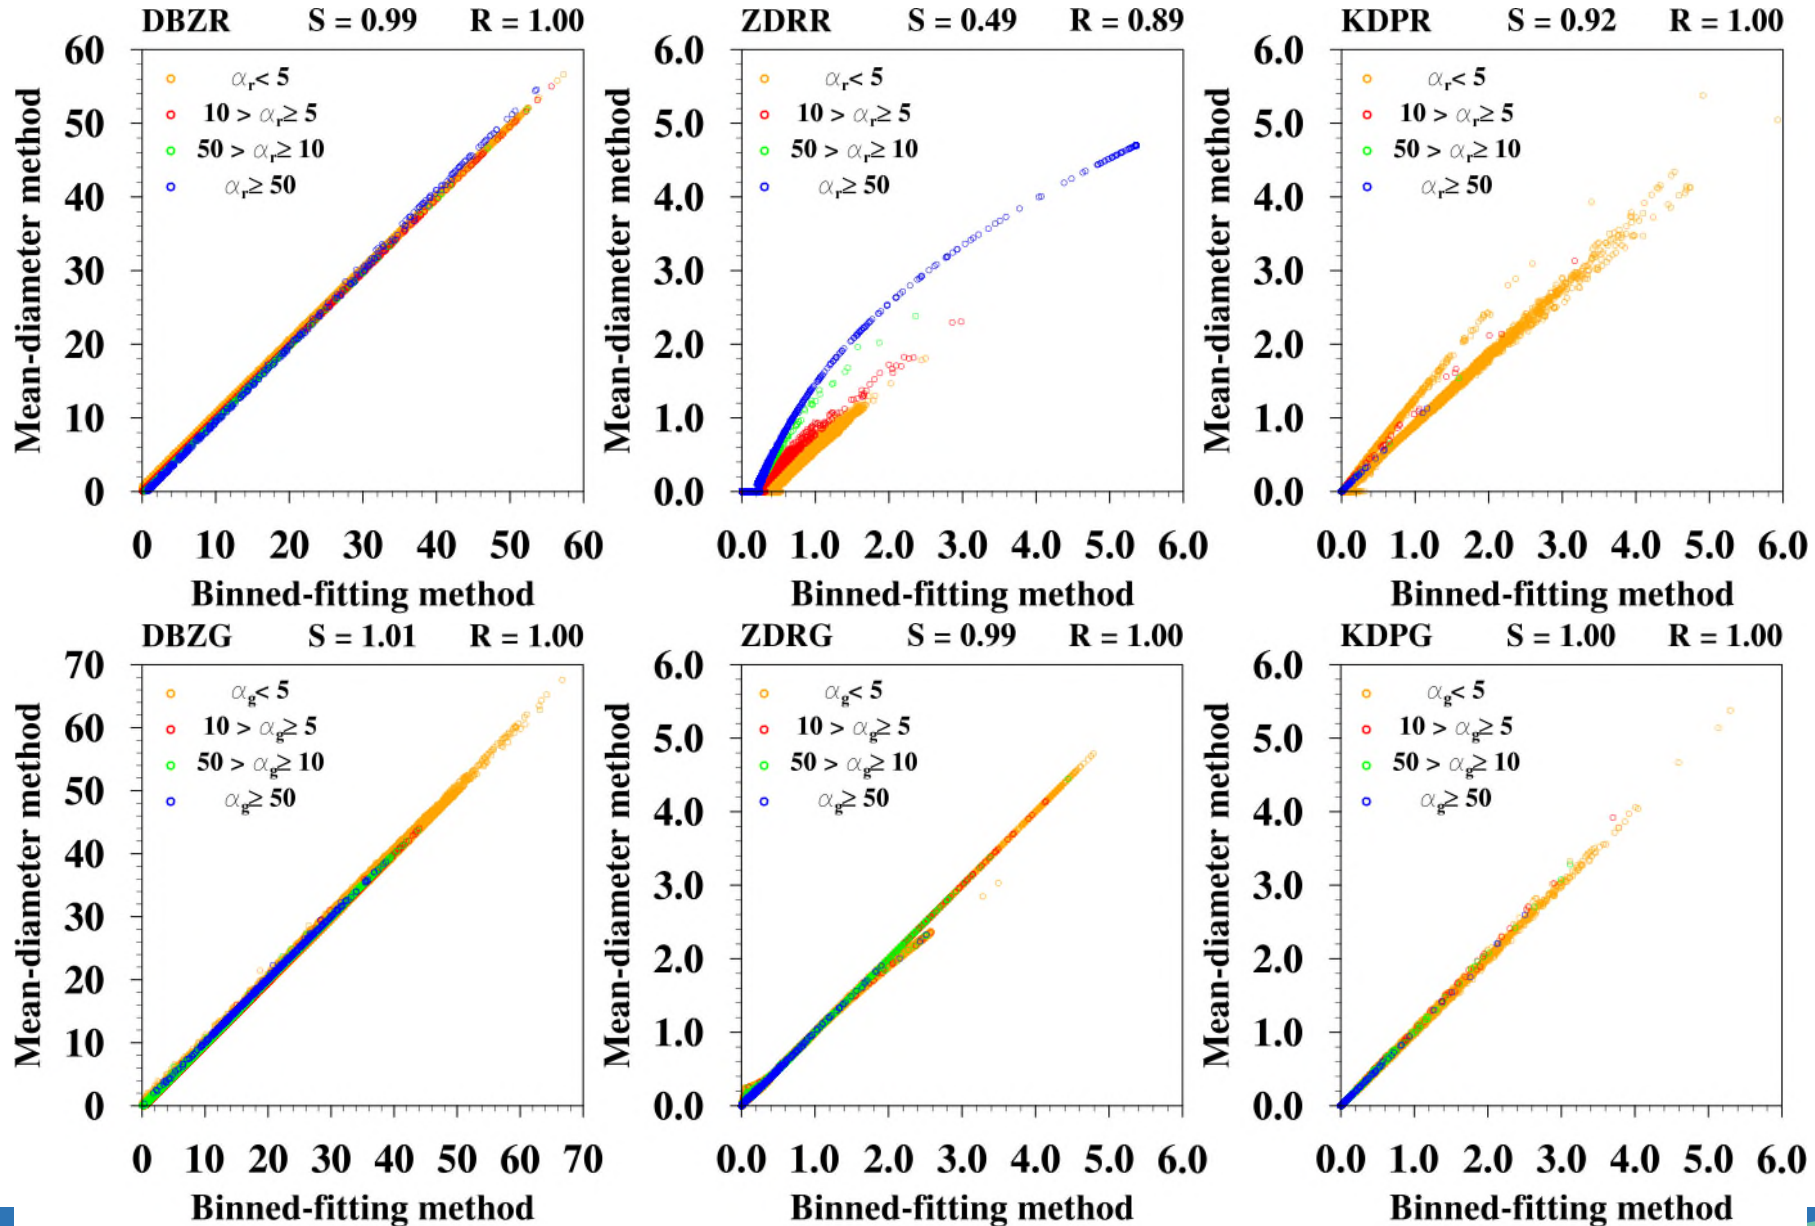 DBZR S = 0.99 R = 1.00
60
50
40
30
20
10
0
Mean-diameter method
αr< 5
10 > αr≥ 5
50 > αr≥ 10
αr≥ 50
0 10 20 30 40 50 60
Binned-fitting method
ZDRR S = 0.49 R = 0.89
6.0
5.0
4.0
3.0
2.0
1.0
0.0
Mean-diameter method
αr< 5
10 > αr≥ 5
50 > αr≥ 10
αr≥ 50
0.0 1.0 2.0 3.0 4.0 5.0 6.0
Binned-fitting method
KDPR S = 0.92 R = 1.00
6.0
5.0
4.0
3.0
2.0
1.0
0.0
Mean-diameter method
αr< 5
10 > αr≥ 5
50 > αr≥ 10
αr≥ 50
0.0 1.0 2.0 3.0 4.0 5.0 6.0
Binned-fitting method
DBZG S = 1.01 R = 1.00
70
60
50
40
30
20
10
0
Mean-diameter method
αg< 5
10 > αg≥ 5
50 > αg≥ 10
αg≥ 50
0 10 20 30 40 50 60 70
Binned-fitting method
ZDRG S = 0.99 R = 1.00
6.0
5.0
4.0
3.0
2.0
1.0
0.0
Mean-diameter method
αg< 5
10 > αg≥ 5
50 > αg≥ 10
αg≥ 50
0.0 1.0 2.0 3.0 4.0 5.0 6.0
Binned-fitting method
KDPG S = 1.00 R = 1.00
6.0
5.0
4.0
3.0
2.0
1.0
0.0
Mean-diameter method
αg< 5
10 > αg≥ 5
50 > αg≥ 10
αg≥ 50
0.0 1.0 2.0 3.0 4.0 5.0 6.0
Binned-fitting method